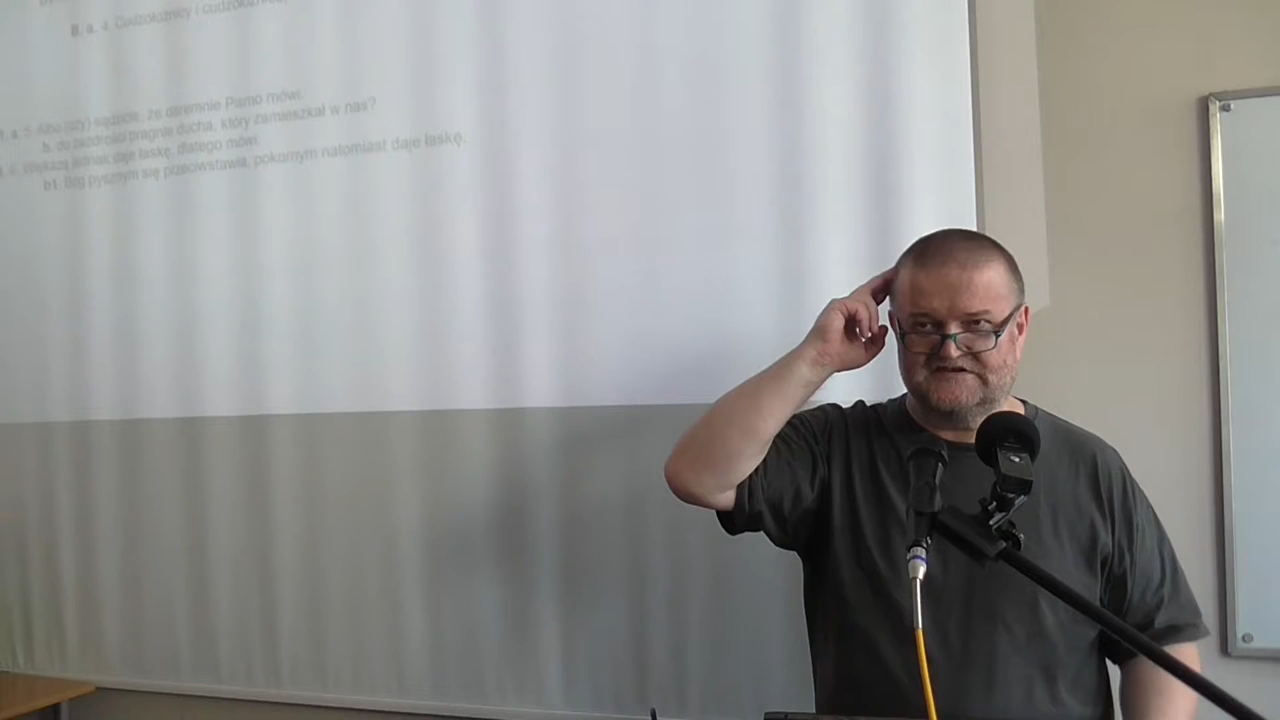 B. a. 4. Cudzołożnicy i cudzołożnice,
a. 5. Albo (czy) sądzicie, że daremnie Pismo mówi:
b. do zazdrości pragnie ducha, który zamieszkał w nas?
6. Większą jednak daje łaskę, dlatego mówi:
b1. Bóg pysznym się przeciwstawia, pokornym natomiast daje łaskę.